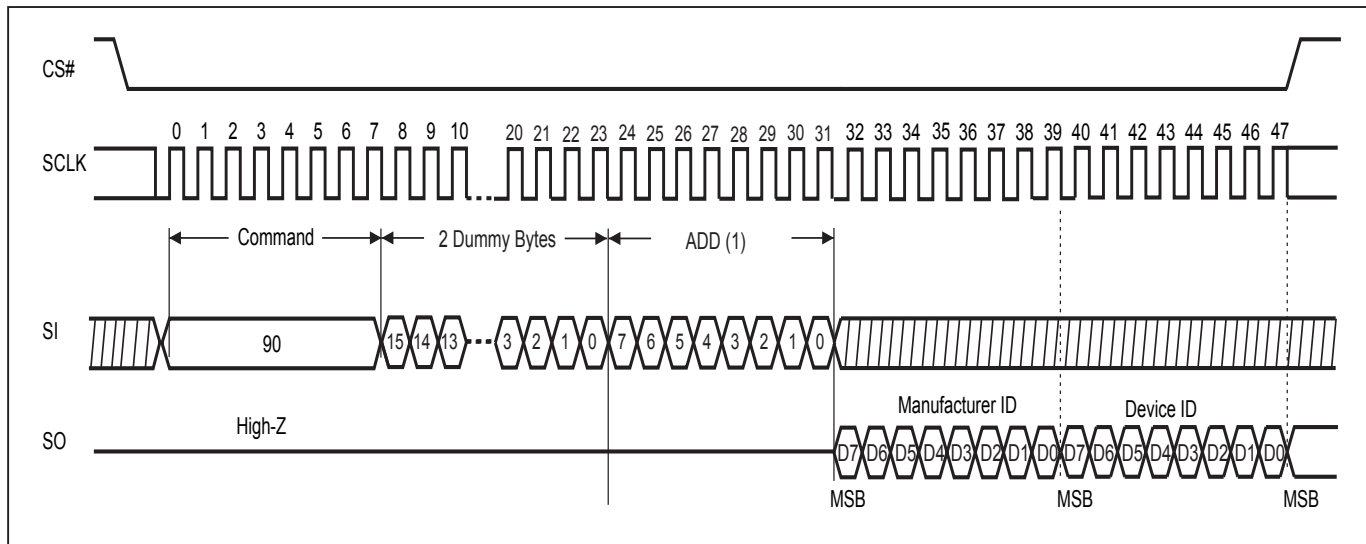 CS#
0 1 2 3 4 5 6 7 8 9 10 20 21 22 23 24 25 26 27 28 29 30 31 32 33 34 35 36 37 38 39 40 41 42 43 44 45 46 47
SCLK
Command 2 Dummy Bytes ADD (1)
SI 90 15 14 13 3 2 1 0 7 6 5 4 3 2 1 0
Manufacturer ID Device ID
High-Z
SO D7 D6 D5 D4 D3 D2 D1 D0 D7 D6 D5 D4 D3 D2 D1 D0
MSB MSB MSB